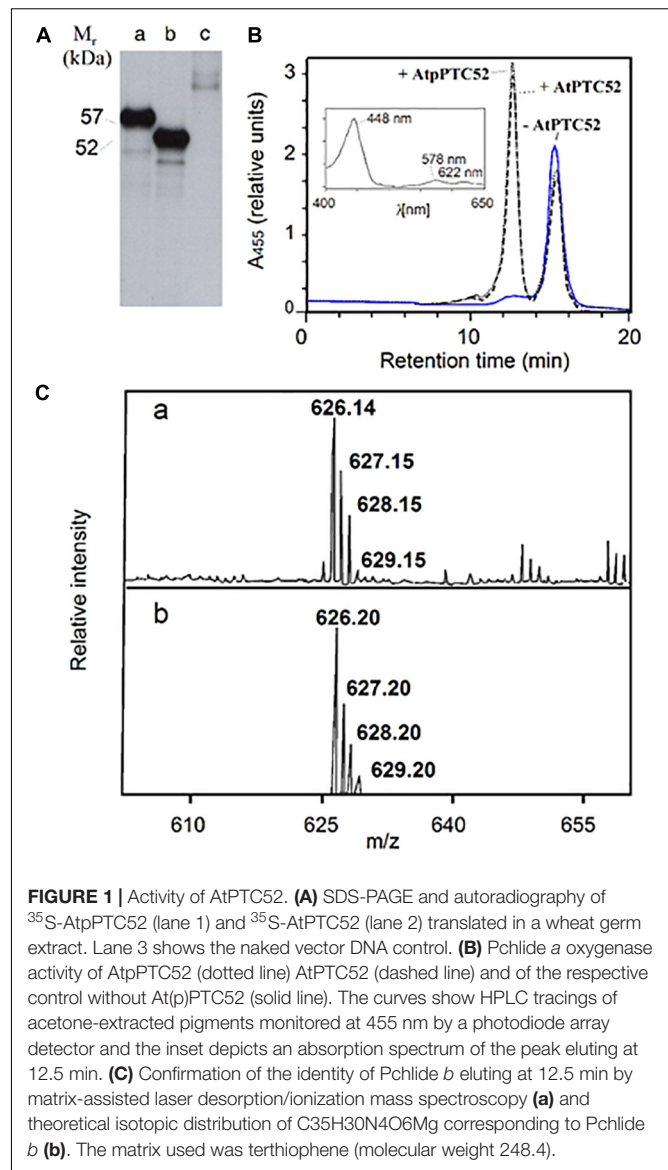 A
M_r
(kDa)
a b c
57
52
B
3
2
1
0
A455 (relative units)
+ AtpPTC52
+ AtPTC52
- AtPTC52
448 nm
578 nm
622 nm
400
λ[nm]
650
0
10
20
Retention time (min)
C
Relative intensity
a
626.14
627.15
628.15
629.15
b
626.20
627.20
628.20
629.20
610
625
640
655
m/z
FIGURE 1 | Activity of AtPTC52. (A) SDS-PAGE and autoradiography of
35S-AtpPTC52 (lane 1) and 35S-AtPTC52 (lane 2) translated in a wheat germ
extract. Lane 3 shows the naked vector DNA control. (B) Pchlide a oxygenase
activity of AtpPTC52 (dotted line) AtPTC52 (dashed line) and of the respective
control without At(p)PTC52 (solid line). The curves show HPLC tracings of
acetone-extracted pigments monitored at 455 nm by a photodiode array
detector and the inset depicts an absorption spectrum of the peak eluting at
12.5 min. (C) Confirmation of the identity of Pchlide b eluting at 12.5 min by
matrix-assisted laser desorption/ionization mass spectroscopy (a) and
theoretical isotopic distribution of C35H30N4O6Mg corresponding to Pchlide
b (b). The matrix used was terthiophene (molecular weight 248.4).